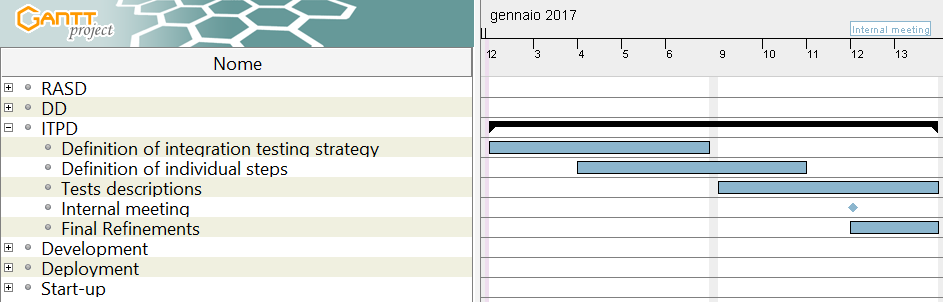 GANTT
project
gennaio 2017
Internal meeting
12 3 4 5 6 9 10 11 12 13
Nome
RASD
DD
ITPD
Definition of integration testing strategy
Definition of individual steps
Tests descriptions
Internal meeting
Final Refinements
Development
Deployment
Start-up